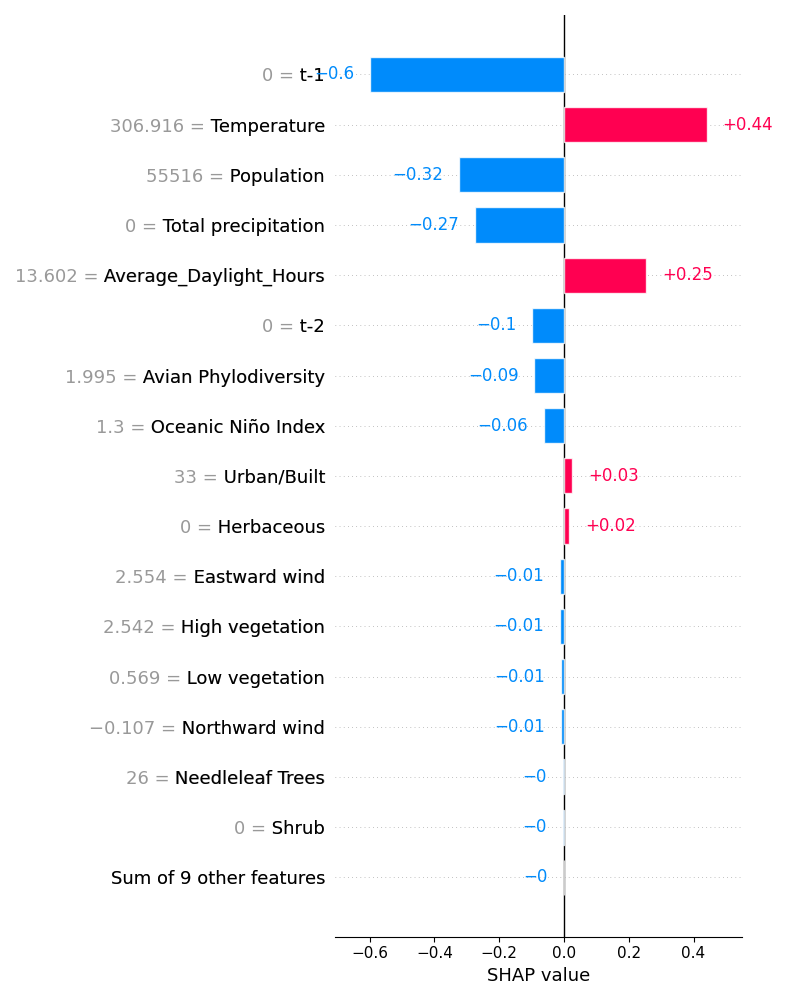 0 = t-1 −0.6
306.916 = Temperature +0.44
55516 = Population −0.32
0 = Total precipitation −0.27
13.602 = Average_Daylight_Hours +0.25
0 = t-2 −0.1
1.995 = Avian Phylodiversity −0.09
1.3 = Oceanic Niño Index −0.06
33 = Urban/Built +0.03
0 = Herbaceous +0.02
2.554 = Eastward wind −0.01
2.542 = High vegetation −0.01
0.569 = Low vegetation −0.01
−0.107 = Northward wind −0.01
26 = Needleleaf Trees −0
0 = Shrub −0
Sum of 9 other features −0
−0.6 −0.4 −0.2 0.0 0.2 0.4
SHAP value